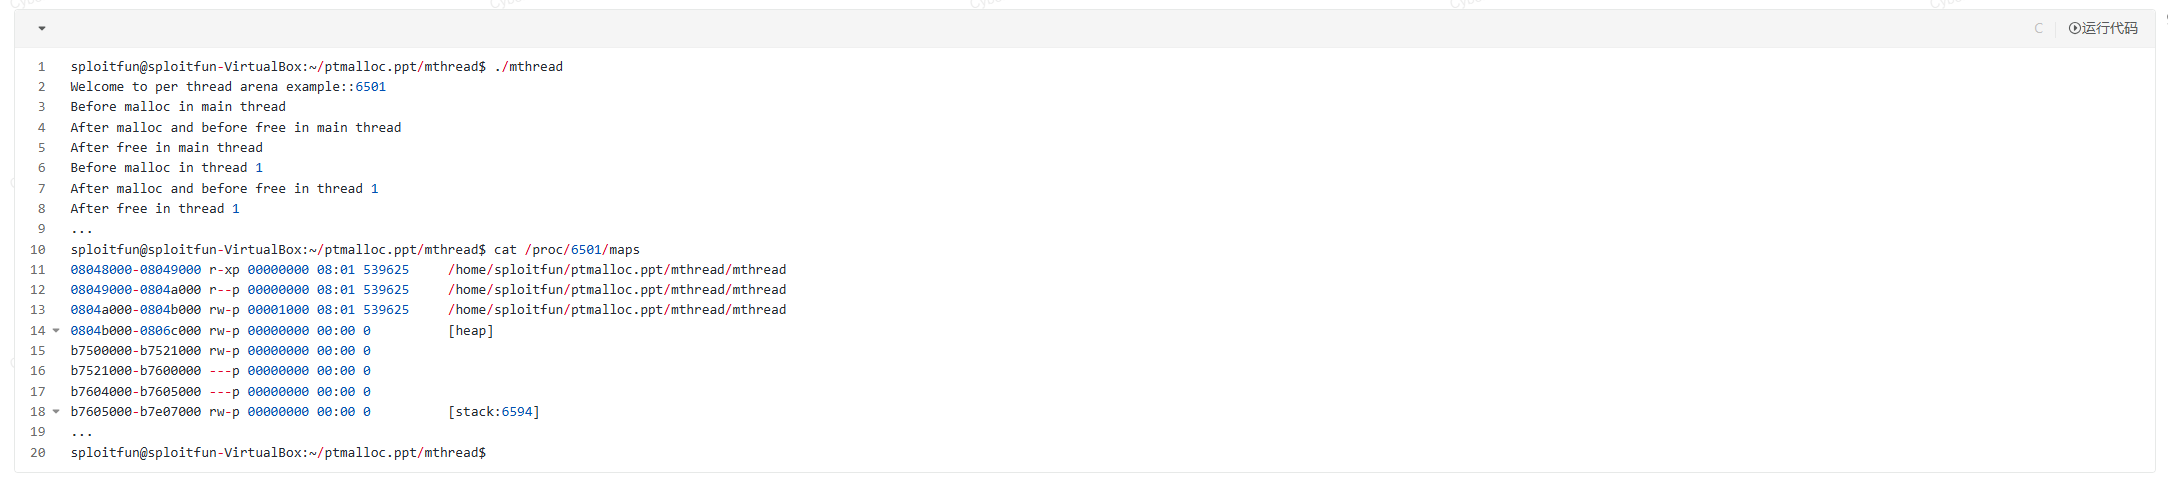 C 运行代码
1 sploitfun@sploitfun-VirtualBox:~/ptmalloc.ppt/mthread$ ./mthread
2 Welcome to per thread arena example::6501
3 Before malloc in main thread
4 After malloc and before free in main thread
5 After free in main thread
6 Before malloc in thread 1
7 After malloc and before free in thread 1
8 After free in thread 1
9 ...
10 sploitfun@sploitfun-VirtualBox:~/ptmalloc.ppt/mthread$ cat /proc/6501/maps
11 08048000-08049000 r-xp 00000000 08:01 539625     /home/sploitfun/ptmalloc.ppt/mthread/mthread
12 08049000-0804a000 r--p 00000000 08:01 539625     /home/sploitfun/ptmalloc.ppt/mthread/mthread
13 0804a000-0804b000 rw-p 00001000 08:01 539625     /home/sploitfun/ptmalloc.ppt/mthread/mthread
14 0804b000-0806c000 rw-p 00000000 00:00 0          [heap]
15 b7500000-b7521000 rw-p 00000000 00:00 0
16 b7521000-b7600000 ---p 00000000 00:00 0
17 b7604000-b7605000 ---p 00000000 00:00 0
18 b7605000-b7e07000 rw-p 00000000 00:00 0          [stack:6594]
19 ...
20 sploitfun@sploitfun-VirtualBox:~/ptmalloc.ppt/mthread$